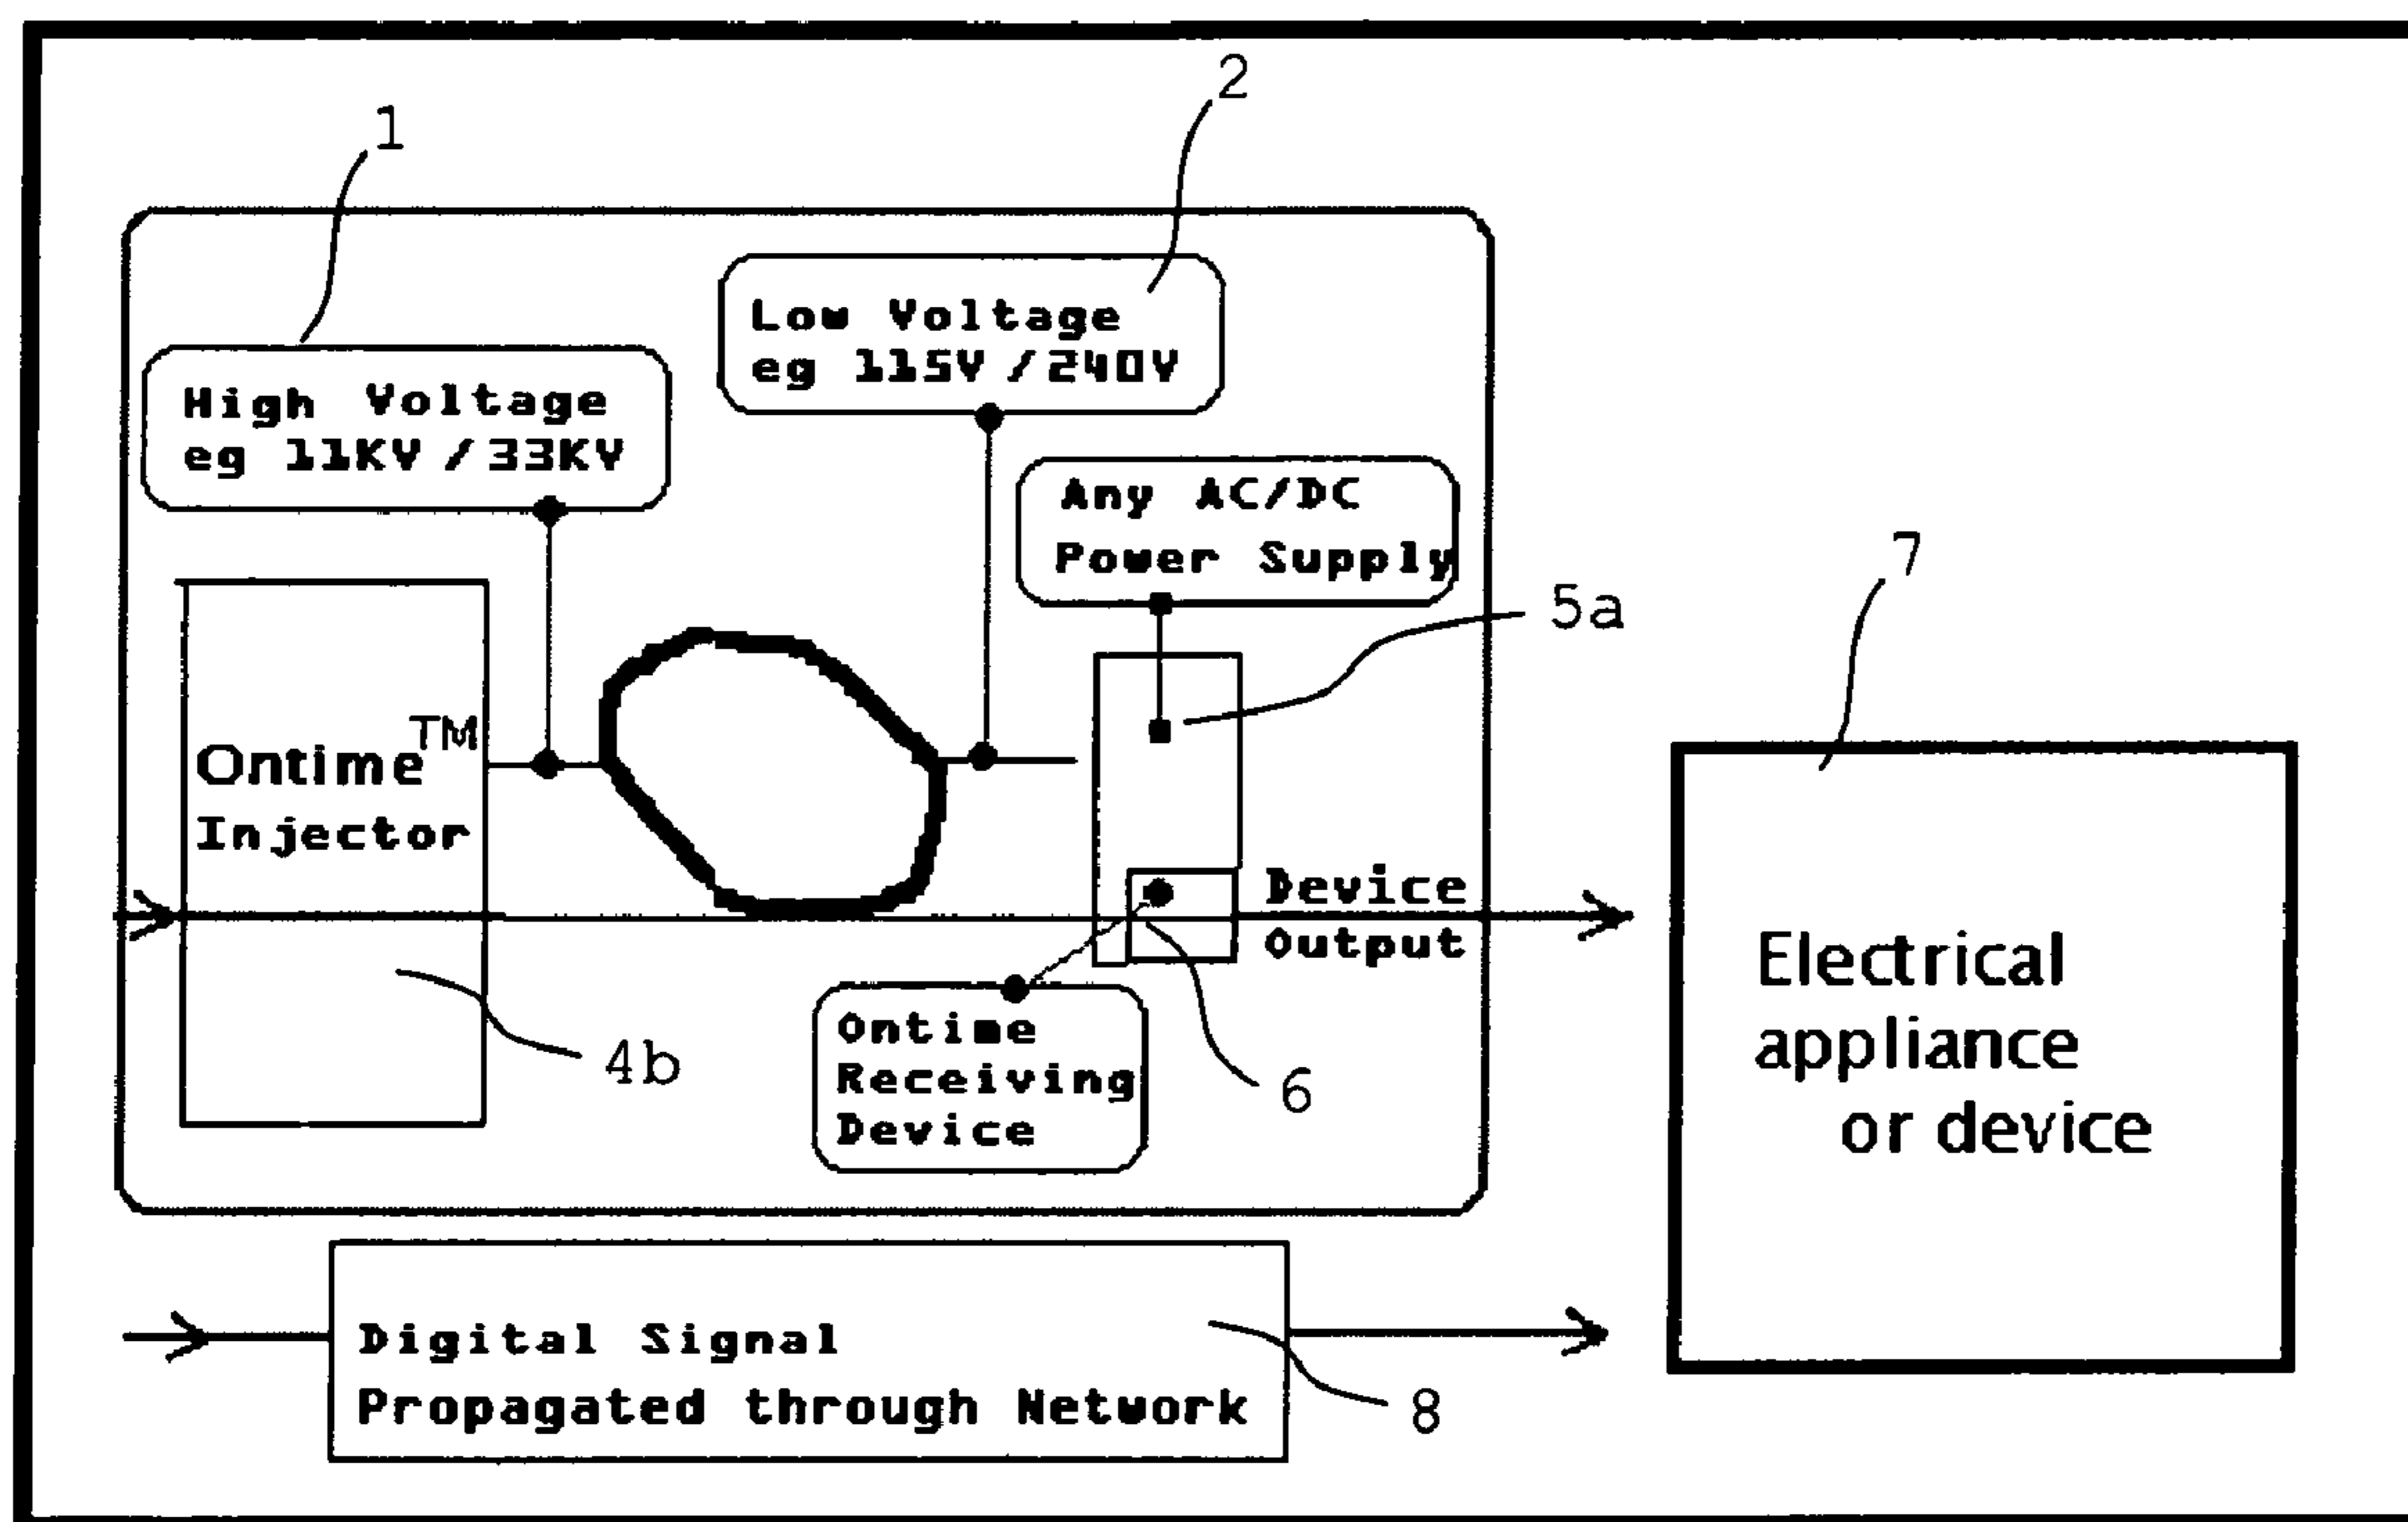 1
2
High Voltage
eg 11KV / 33KV
Low Voltage
eg 115V / 240V
Any AC/DC
Power Supply
5a
7
Ontime™
Injector
Device
Output
4b
Ontime
Receiving
Device
6
Electrical
appliance
or device
Digital Signal
Propagated through Network
8